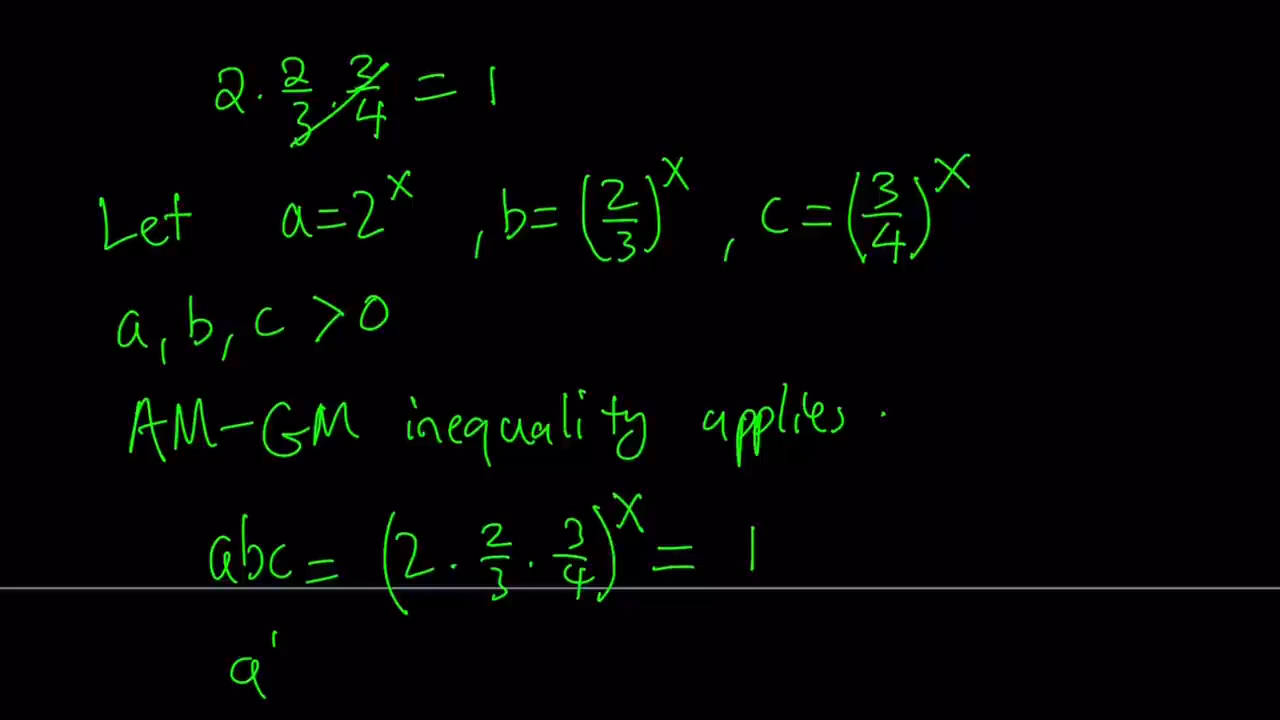 2 · 2/3 · 3/4 = 1
Let a = 2^x , b = (2/3)^x , c = (3/4)^x
a, b, c > 0
AM-GM inequality applies.
abc = (2 · 2/3 · 3/4)^x = 1
a'